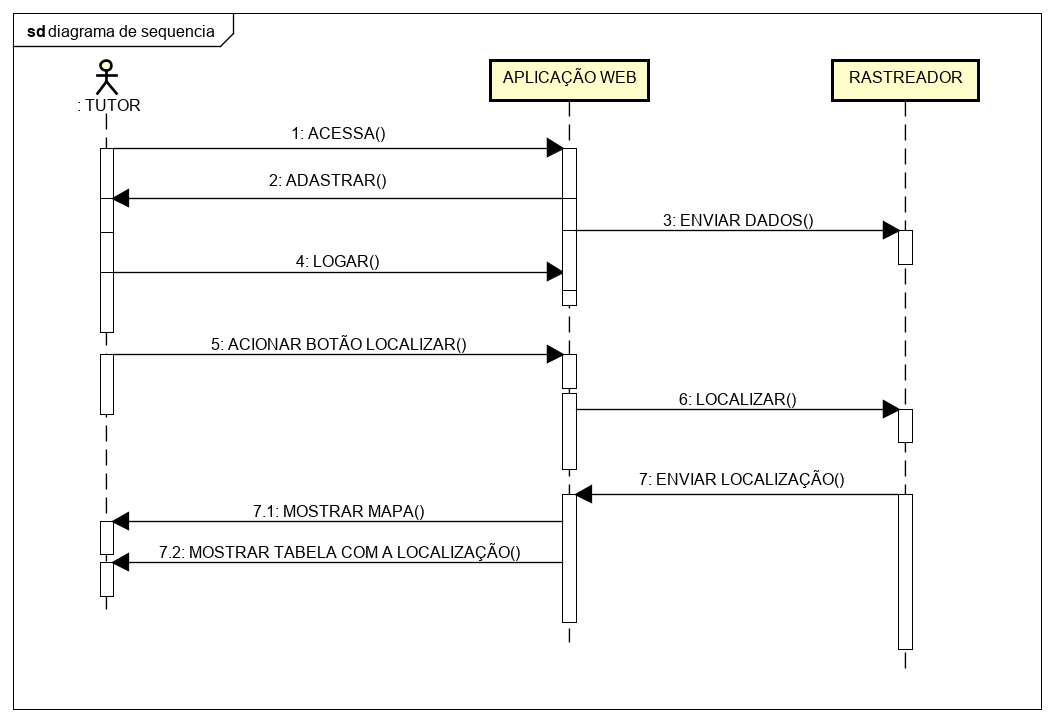 sd diagrama de sequencia
: TUTOR
APLICAÇÃO WEB
RASTREADOR
1: ACESSA()
2: ADASTRAR()
3: ENVIAR DADOS()
4: LOGAR()
5: ACIONAR BOTÃO LOCALIZAR()
6: LOCALIZAR()
7: ENVIAR LOCALIZAÇÃO()
7.1: MOSTRAR MAPA()
7.2: MOSTRAR TABELA COM A LOCALIZAÇÃO()